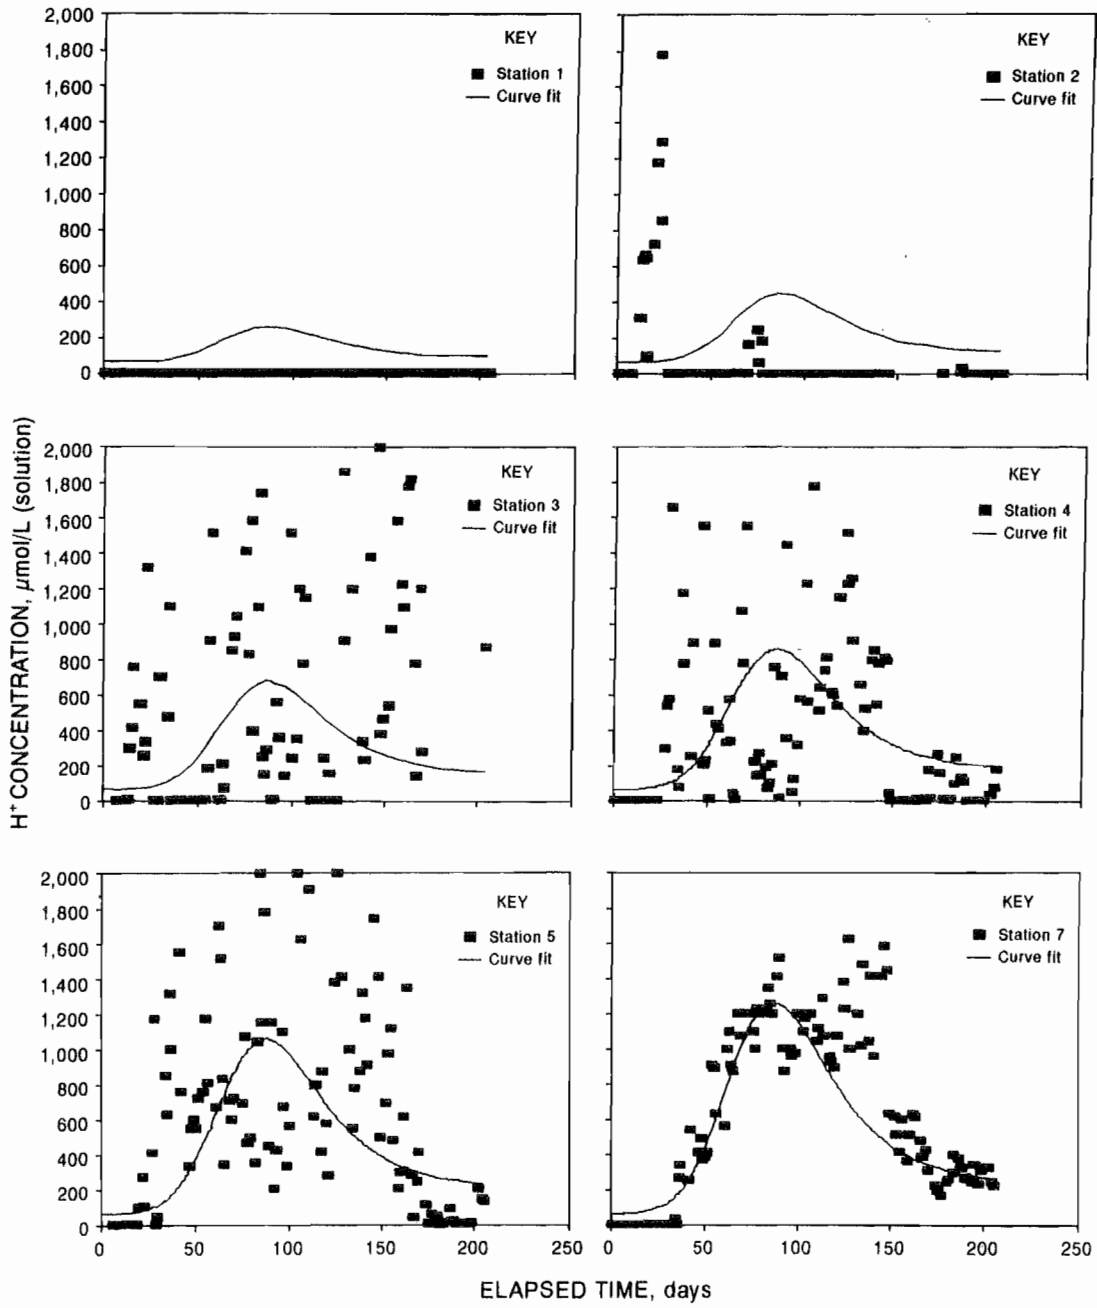 2,000
1,800
1,600
1,400
1,200
1,000
800
600
400
200
0
KEY
Station 1
Curve fit
KEY
Station 2
Curve fit
H⁺ CONCENTRATION, μmol/L (solution)
2,000
1,800
1,600
1,400
1,200
1,000
800
600
400
200
0
KEY
Station 3
Curve fit
KEY
Station 4
Curve fit
2,000
1,800
1,600
1,400
1,200
1,000
800
600
400
200
0
KEY
Station 5
Curve fit
KEY
Station 7
Curve fit
0 50 100 150 200 250
0 50 100 150 200 250
ELAPSED TIME, days